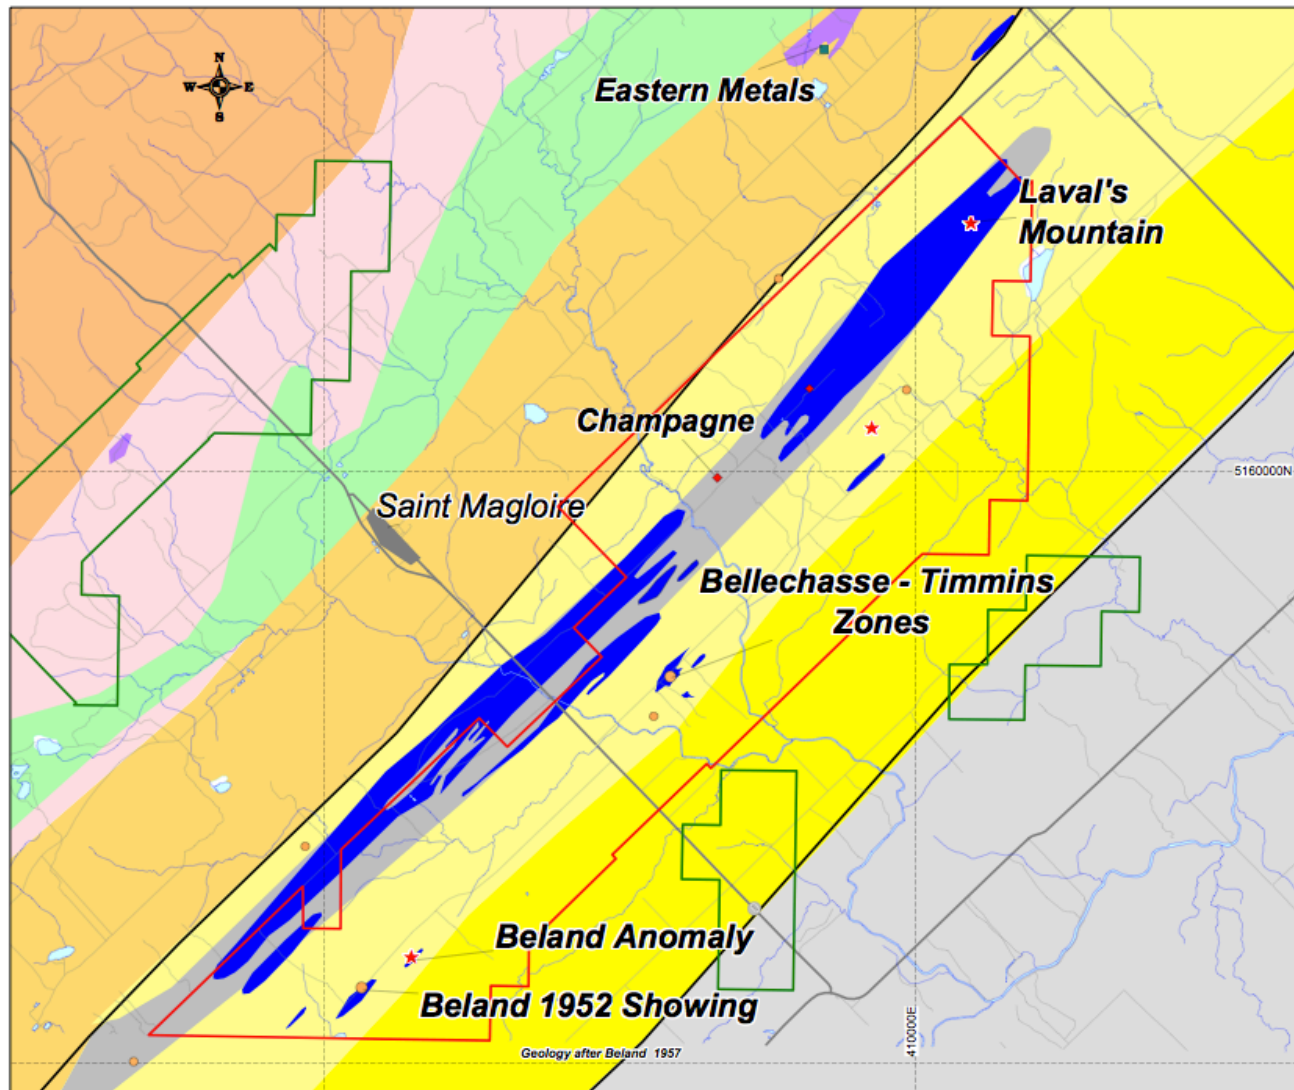 N
W E
S
Eastern Metals
Laval's
Mountain
Champagne
5160000N
Saint Magloire
Bellechasse - Timmins
Zones
Beland Anomaly
Beland 1952 Showing
410000E
Geology after Beland 1957